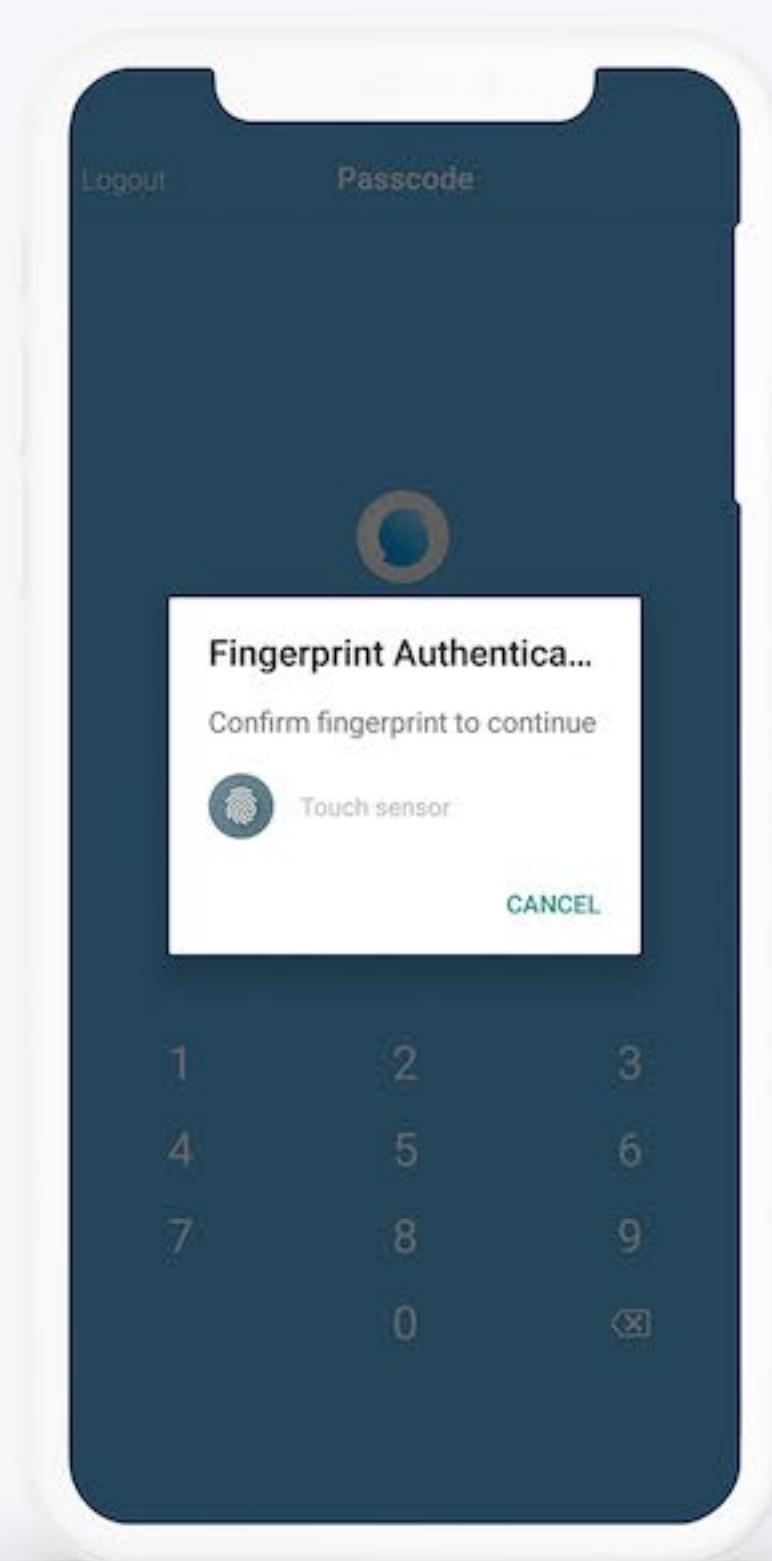 Logout Passcode
Fingerprint Authentica...
Confirm fingerprint to continue
Touch sensor
CANCEL
1 2 3
4 5 6
7 8 9
0